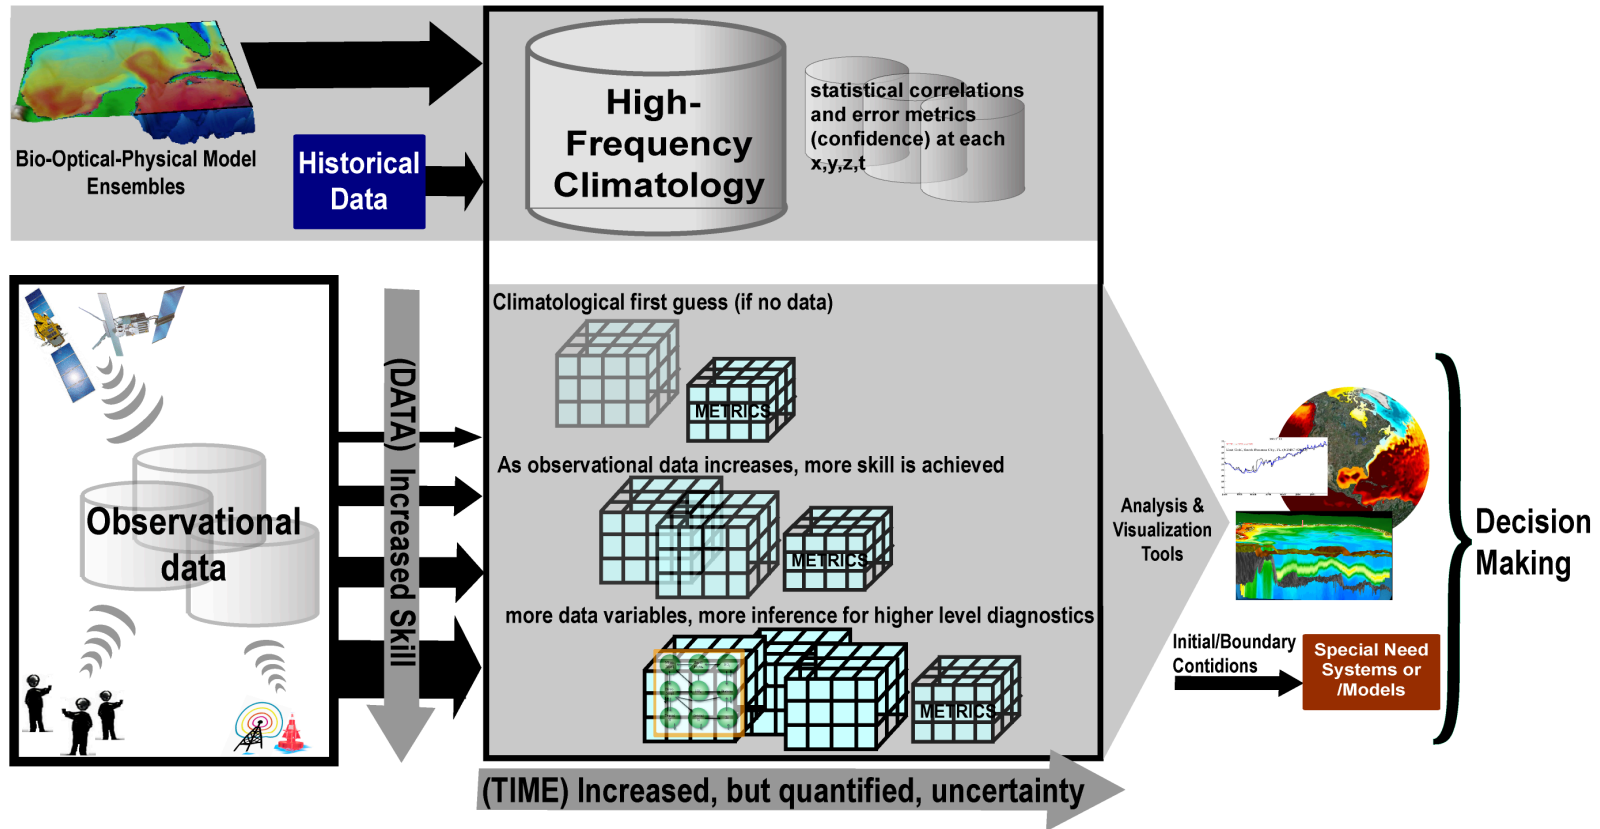 Bio-Optical-Physical Model
Ensembles
Historical
Data
High-
Frequency
Climatology
statistical correlations
and error metrics
(confidence) at each
x,y,z,t
Observational
data
(DATA) Increased Skill
Climatological first guess (if no data)
METRICS
As observational data increases, more skill is achieved
METRICS
more data variables, more inference for higher level diagnostics
METRICS
(TIME) Increased, but quantified, uncertainty
Analysis &
Visualization
Tools
Initial/Boundary
Contidions
Special Need
Systems or
/Models
Decision
Making